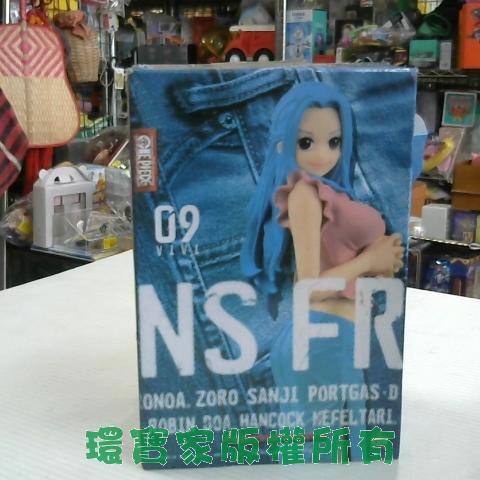 ONE PIECE
09
VIVI
NS FR
ONOA. ZORO SANJI PORTGAS·D
ROBIN BOA HANCOCK NEFELTARI
環寶家版權所有